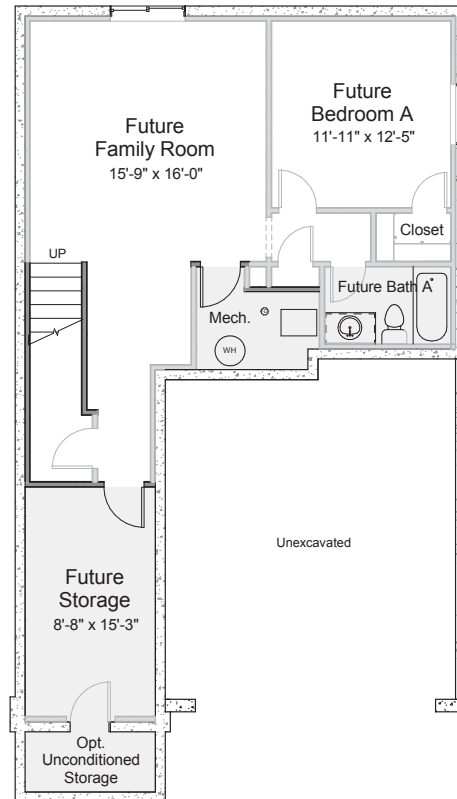 Future
Family Room
15'-9" x 16'-0"
Future
Bedroom A
11'-11" x 12'-5"
Closet
UP
Future Bath A
Mech.
WH
Unexcavated
Future
Storage
8'-8" x 15'-3"
Opt.
Unconditioned
Storage